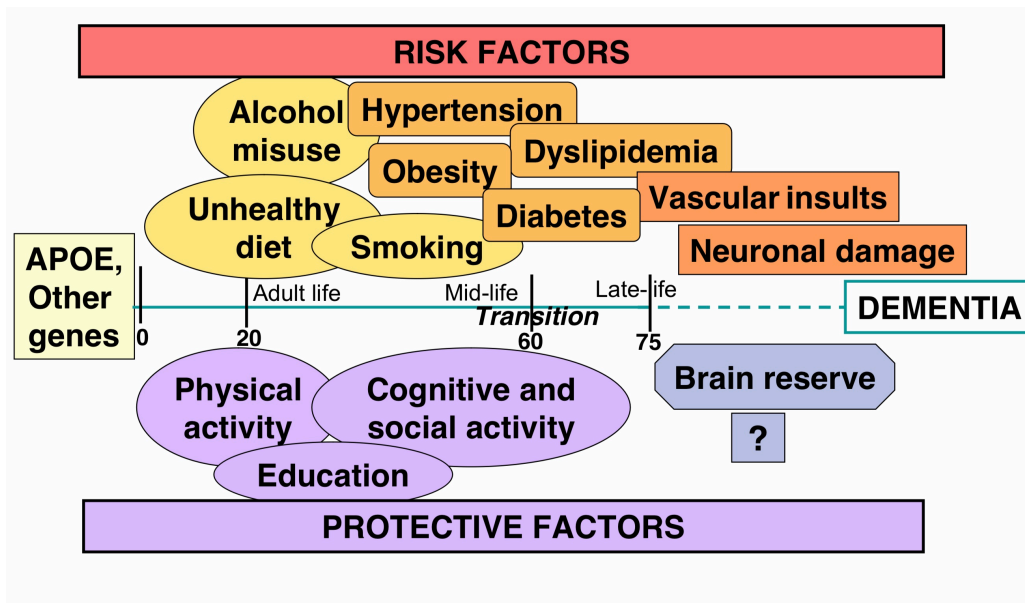 RISK FACTORS
Alcohol
misuse
Hypertension
Dyslipidemia
Obesity
Vascular insults
Unhealthy
diet
Diabetes
Smoking
Neuronal damage
APOE,
Other
genes
Adult life
Mid-life
Late-life
Transition
DEMENTIA
0
20
60
75
Physical
activity
Cognitive and
social activity
Brain reserve
?
Education
PROTECTIVE FACTORS